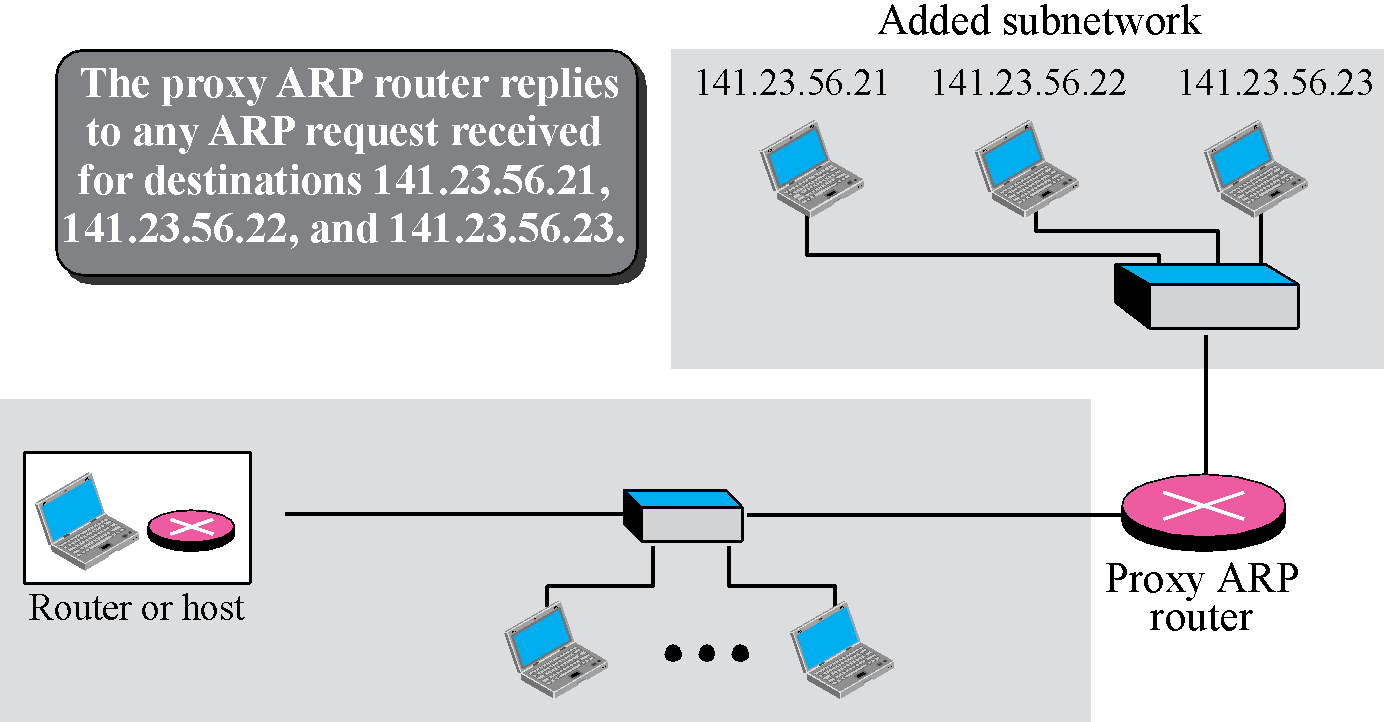 Added subnetwork
The proxy ARP router replies
to any ARP request received
for destinations 141.23.56.21,
141.23.56.22, and 141.23.56.23.
141.23.56.21 141.23.56.22 141.23.56.23
Router or host
Proxy ARP
router